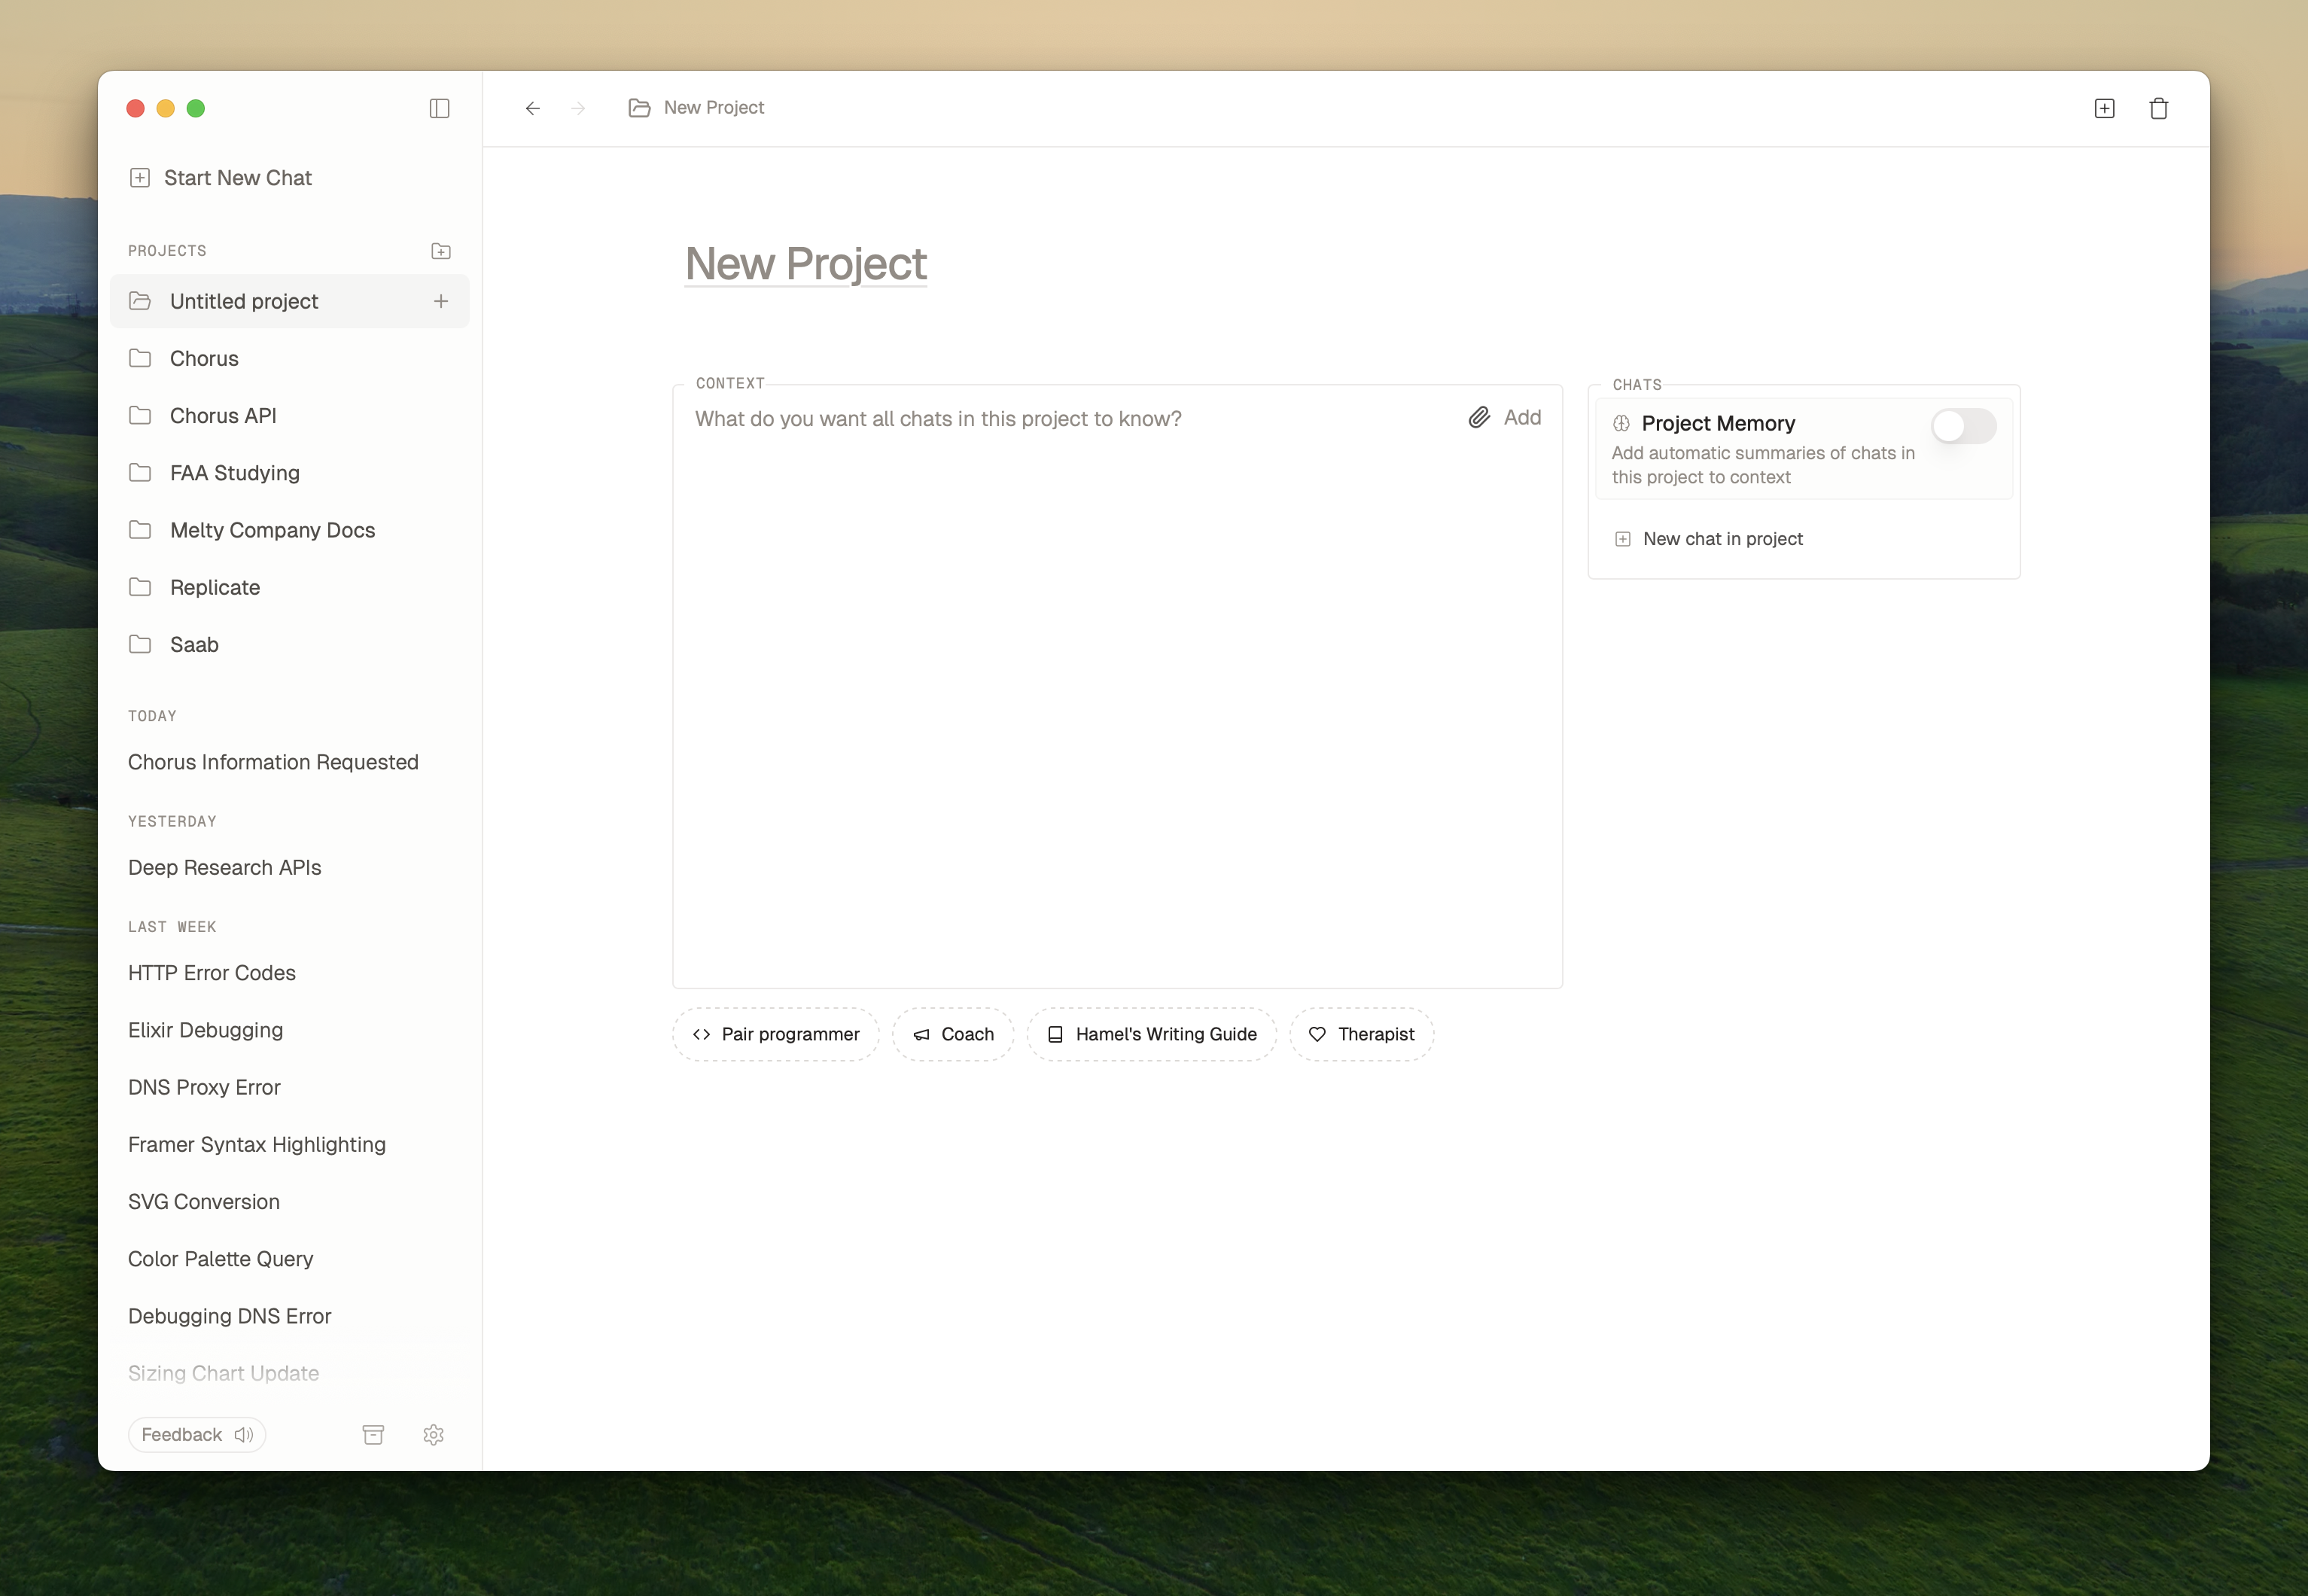 New Project
Start New Chat
PROJECTS
Untitled project
Chorus
Chorus API
FAA Studying
Melty Company Docs
Replicate
Saab
TODAY
Chorus Information Requested
YESTERDAY
Deep Research APIs
LAST WEEK
HTTP Error Codes
Elixir Debugging
DNS Proxy Error
Framer Syntax Highlighting
SVG Conversion
Color Palette Query
Debugging DNS Error
Sizing Chart Update
Feedback
New Project
CONTEXT
What do you want all chats in this project to know?
Add
Pair programmer
Coach
Hamel's Writing Guide
Therapist
CHATS
Project Memory
Add automatic summaries of chats in
this project to context
New chat in project